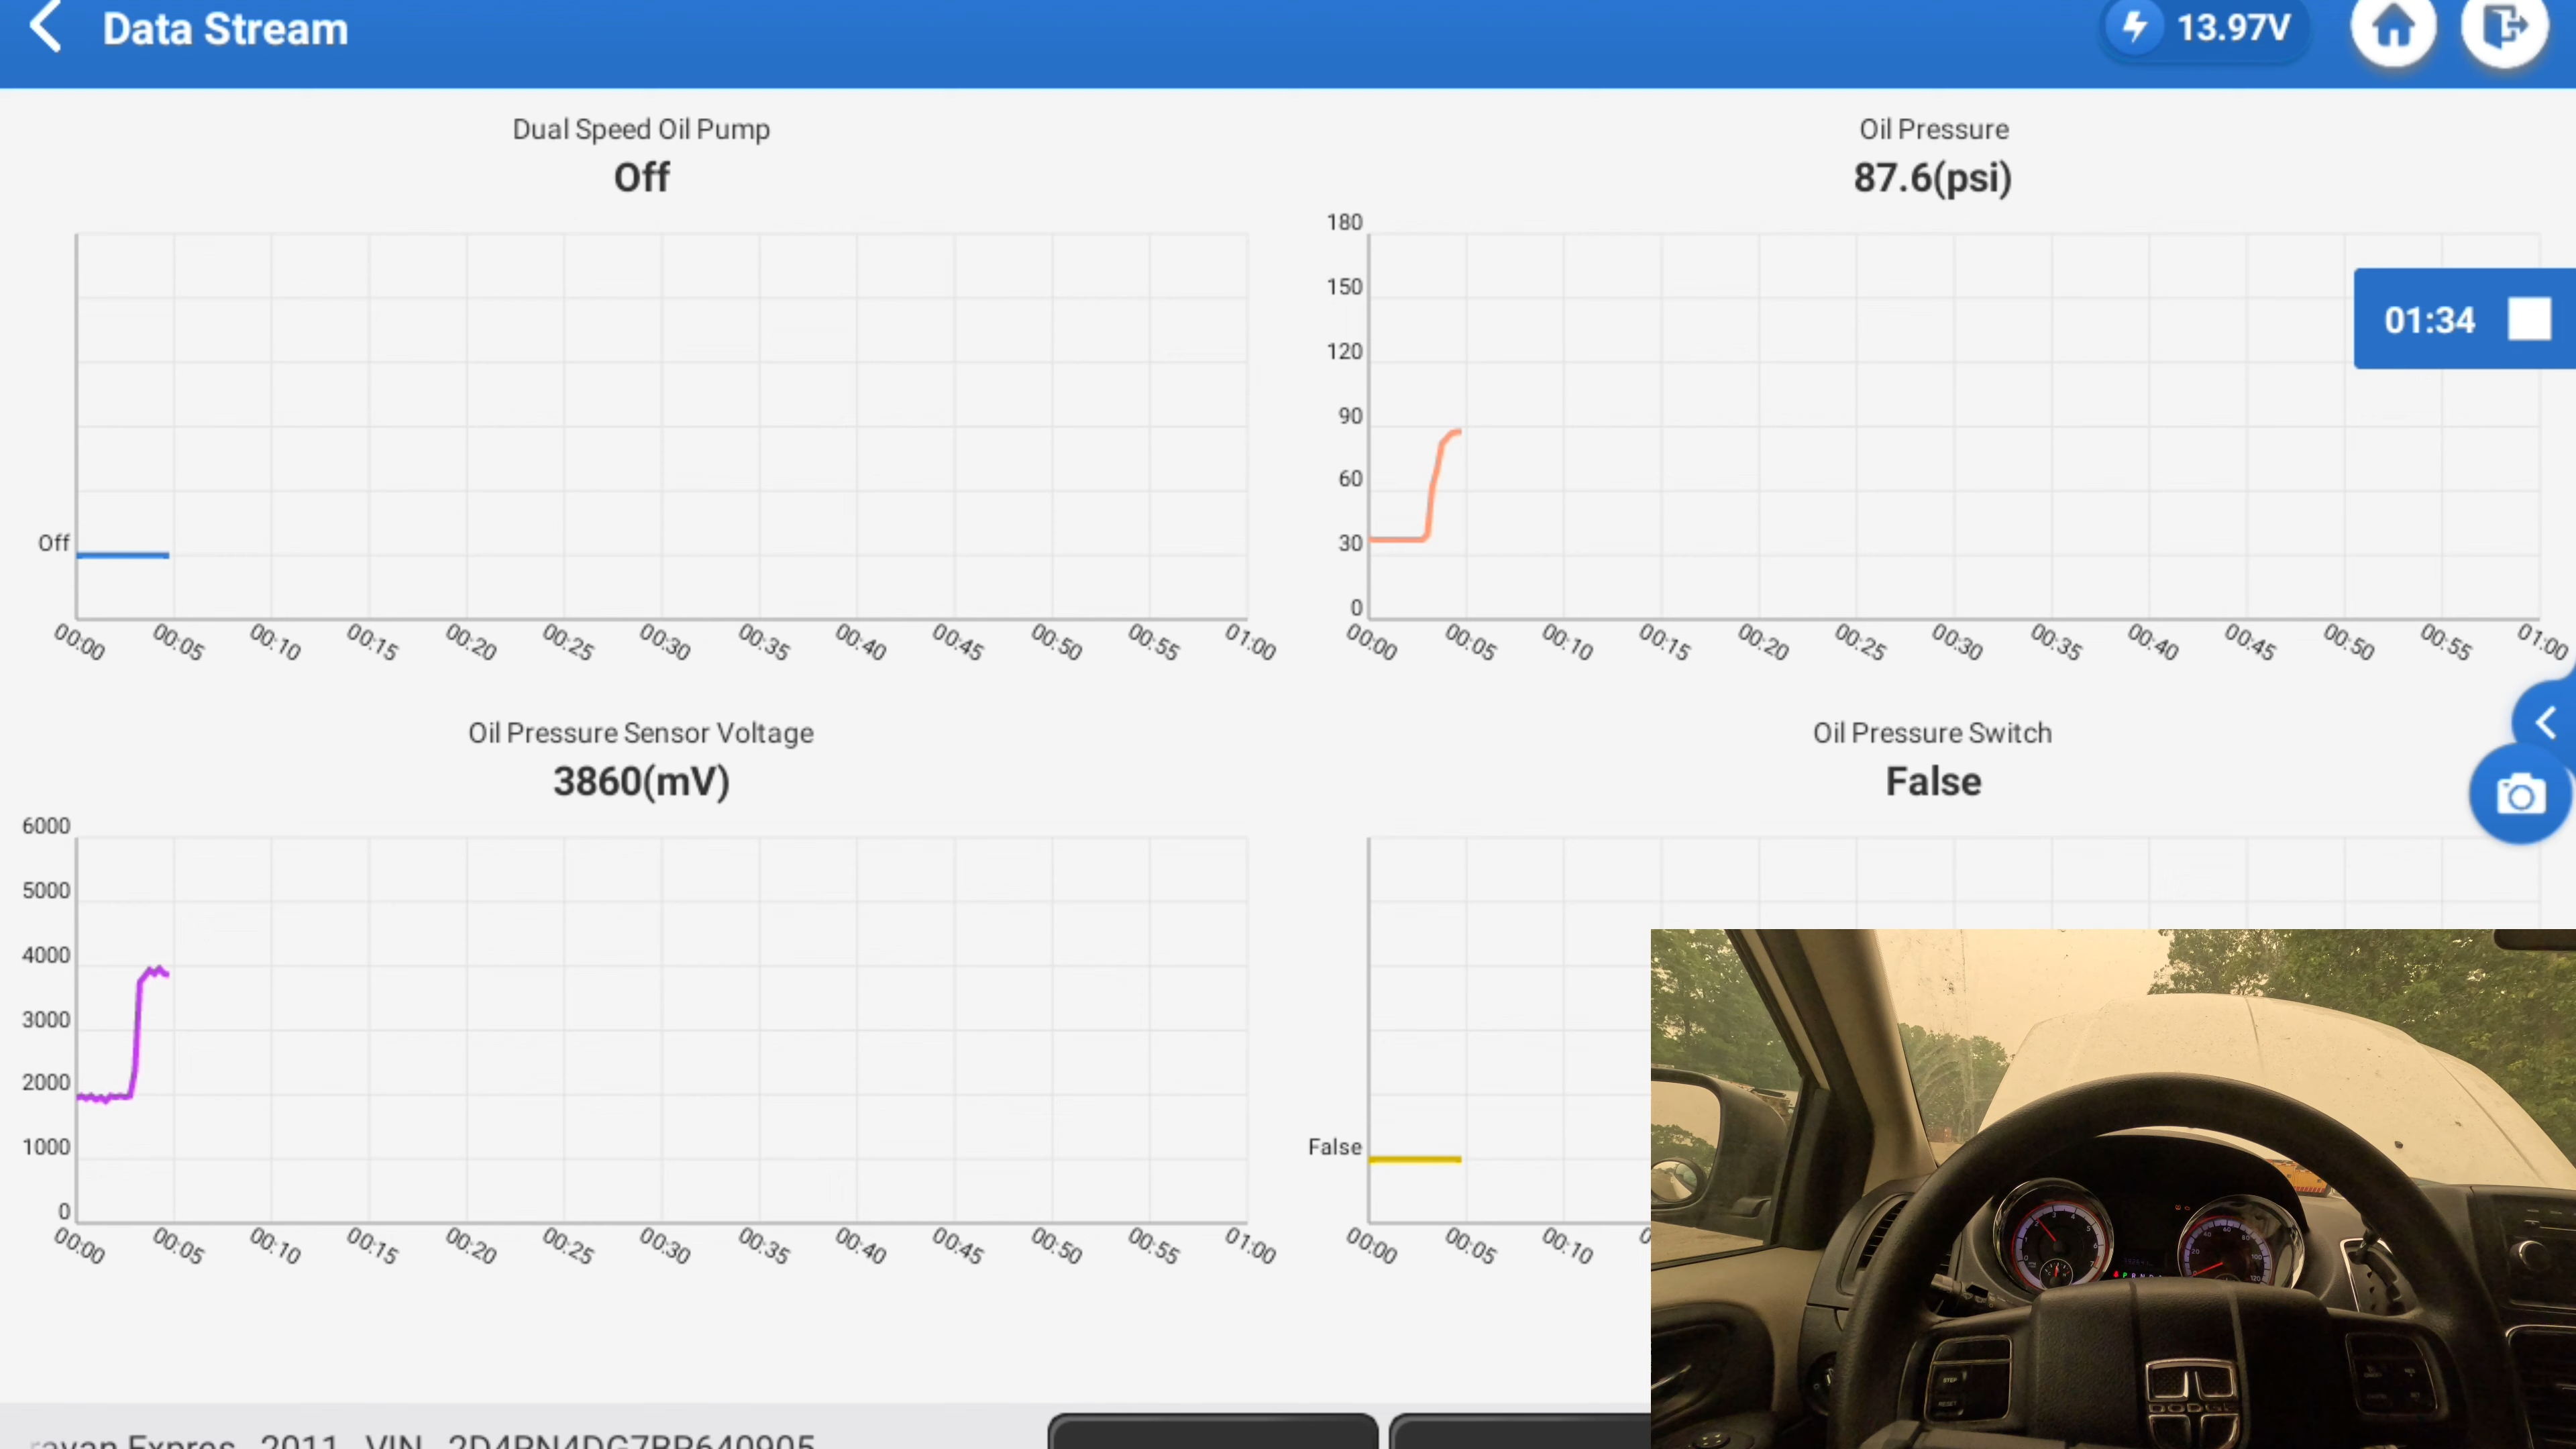 Data Stream
13.97V
Dual Speed Oil Pump
Off
Off
00:00 00:05 00:10 00:15 00:20 00:25 00:30 00:35 00:40 00:45 00:50 00:55 01:00
Oil Pressure
87.6(psi)
180
150
120
90
60
30
0
00:00 00:05 00:10 00:15 00:20 00:25 00:30 00:35 00:40 00:45 00:50 00:55 01:00
01:34
Oil Pressure Sensor Voltage
3860(mV)
6000
5000
4000
3000
2000
1000
0
00:00 00:05 00:10 00:15 00:20 00:25 00:30 00:35 00:40 00:45 00:50 00:55 01:00
Oil Pressure Switch
False
False
00:00 00:05 00:10
STEP
RESET
DODGE
2011 VIN